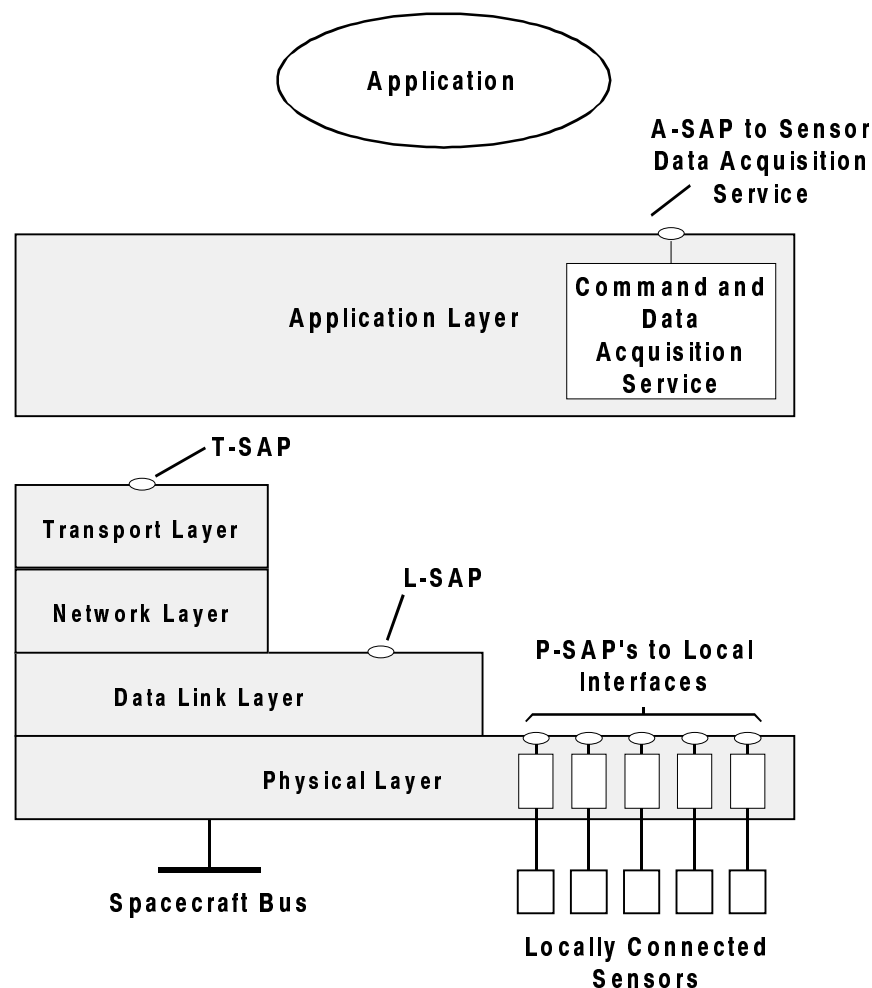 Application
A-SAP to Sensor
Data Acquisition
Service
Application Layer
Command and
Data
Acquisition
Service
T-SAP
Transport Layer
L-SAP
Network Layer
P-SAP's to Local
Interfaces
Data Link Layer
Physical Layer
Spacecraft Bus
Locally Connected
Sensors